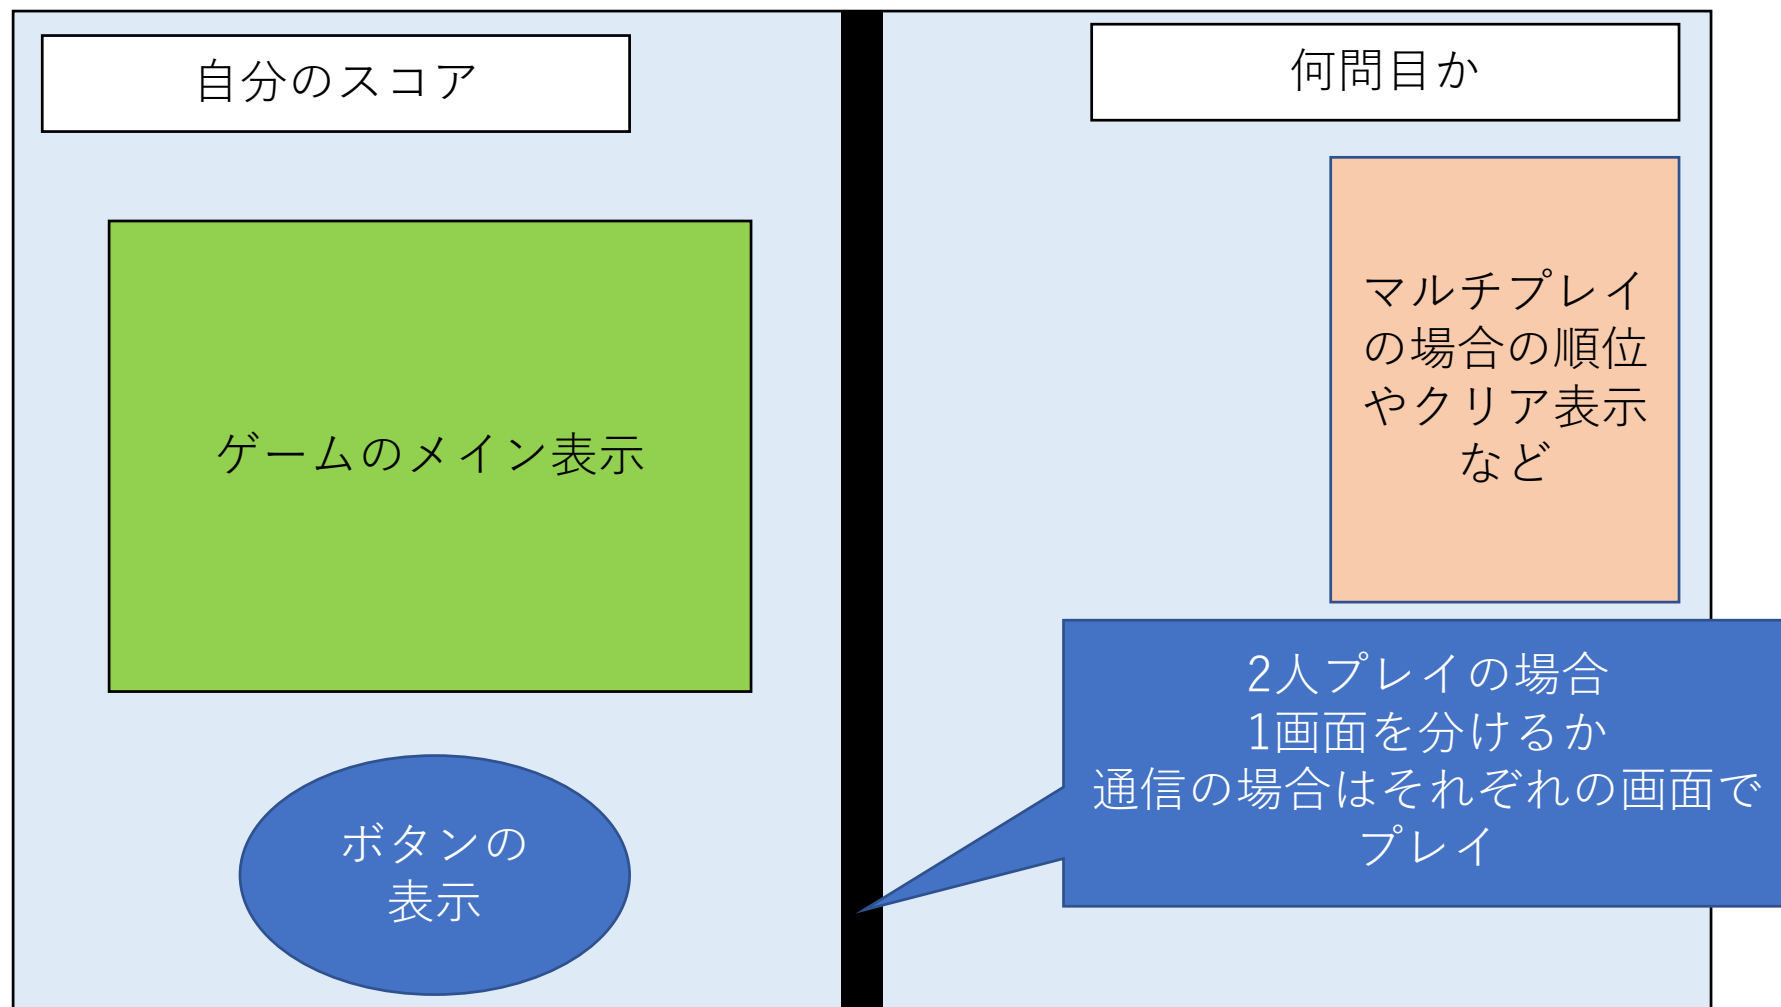 自分のスコア
何問目か
ゲームのメイン表示
マルチプレイ
の場合の順位
やクリア表示
など
2人プレイの場合
1画面を分けるか
通信の場合はそれぞれの画面で
プレイ
ボタンの
表示